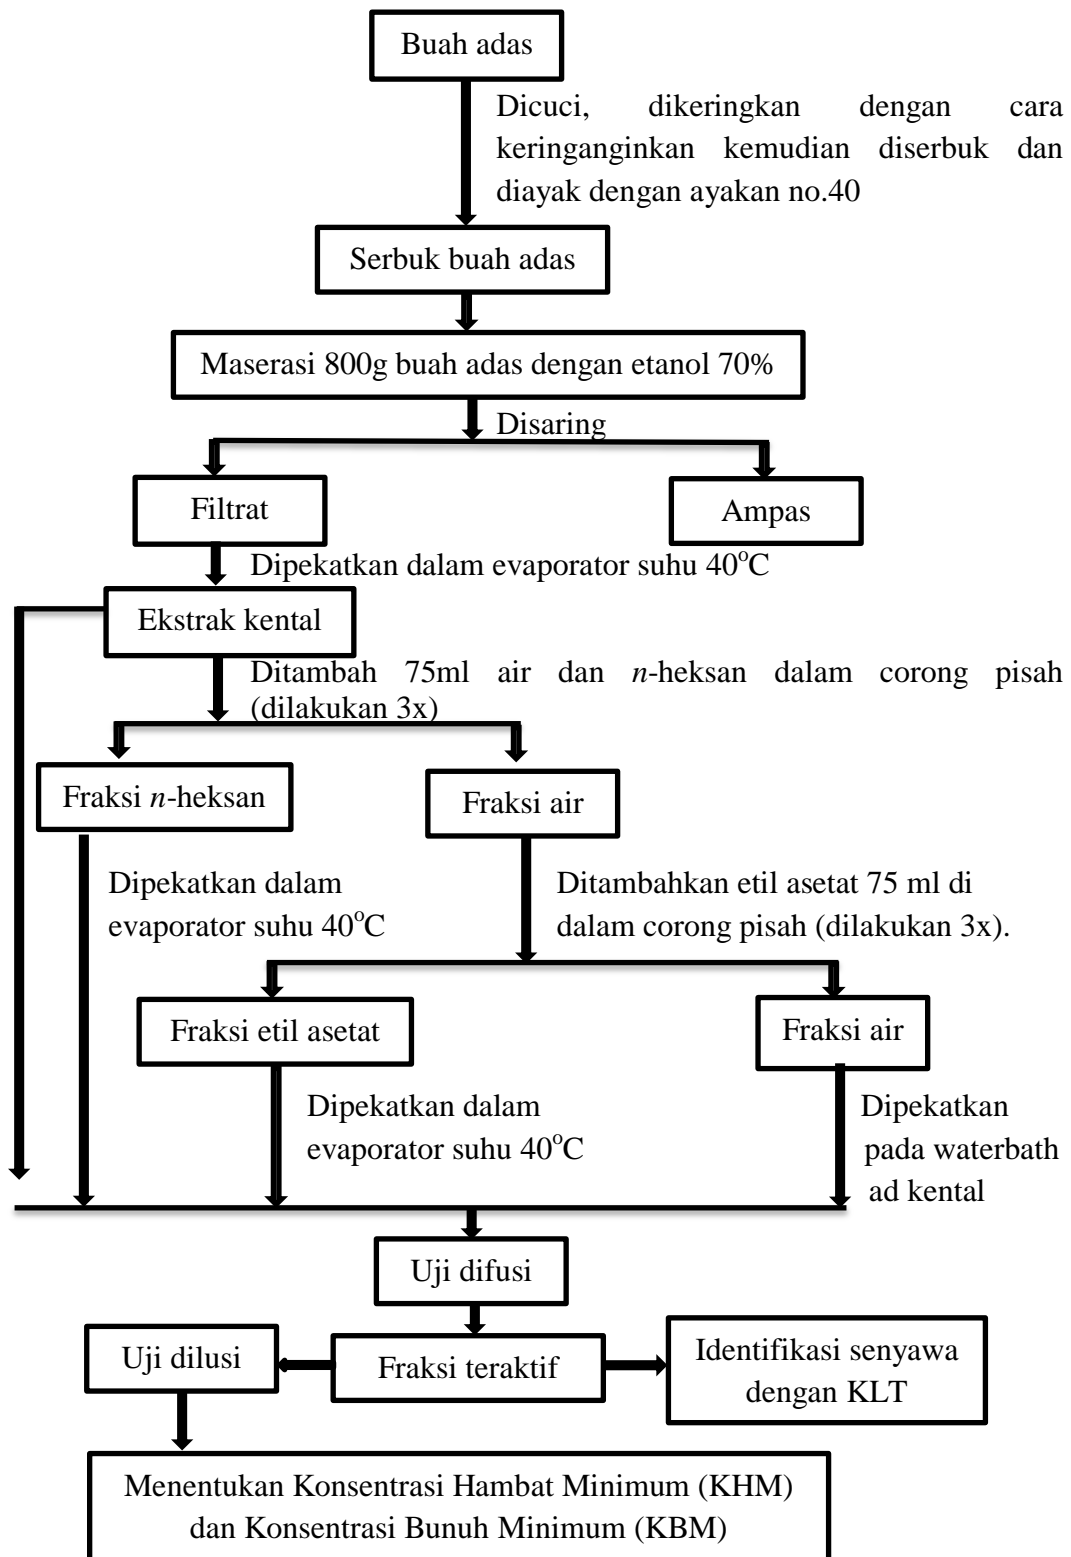 Buah adas
Dicuci, dikeringkan dengan cara
keringanginkan kemudian diserbuk dan
diayak dengan ayakan no.40
Serbuk buah adas
Maserasi 800g buah adas dengan etanol 70%
Disaring
Filtrat
Ampas
Dipekatkan dalam evaporator suhu 40°C
Ekstrak kental
Ditambah 75ml air dan n-heksan dalam corong pisah
(dilakukan 3x)
Fraksi n-heksan
Fraksi air
Dipekatkan dalam
evaporator suhu 40°C
Ditambahkan etil asetat 75 ml di
dalam corong pisah (dilakukan 3x).
Fraksi etil asetat
Fraksi air
Dipekatkan dalam
evaporator suhu 40°C
Dipekatkan
pada waterbath
ad kental
Uji difusi
Uji dilusi
Fraksi teraktif
Identifikasi senyawa
dengan KLT
Menentukan Konsentrasi Hambat Minimum (KHM)
dan Konsentrasi Bunuh Minimum (KBM)